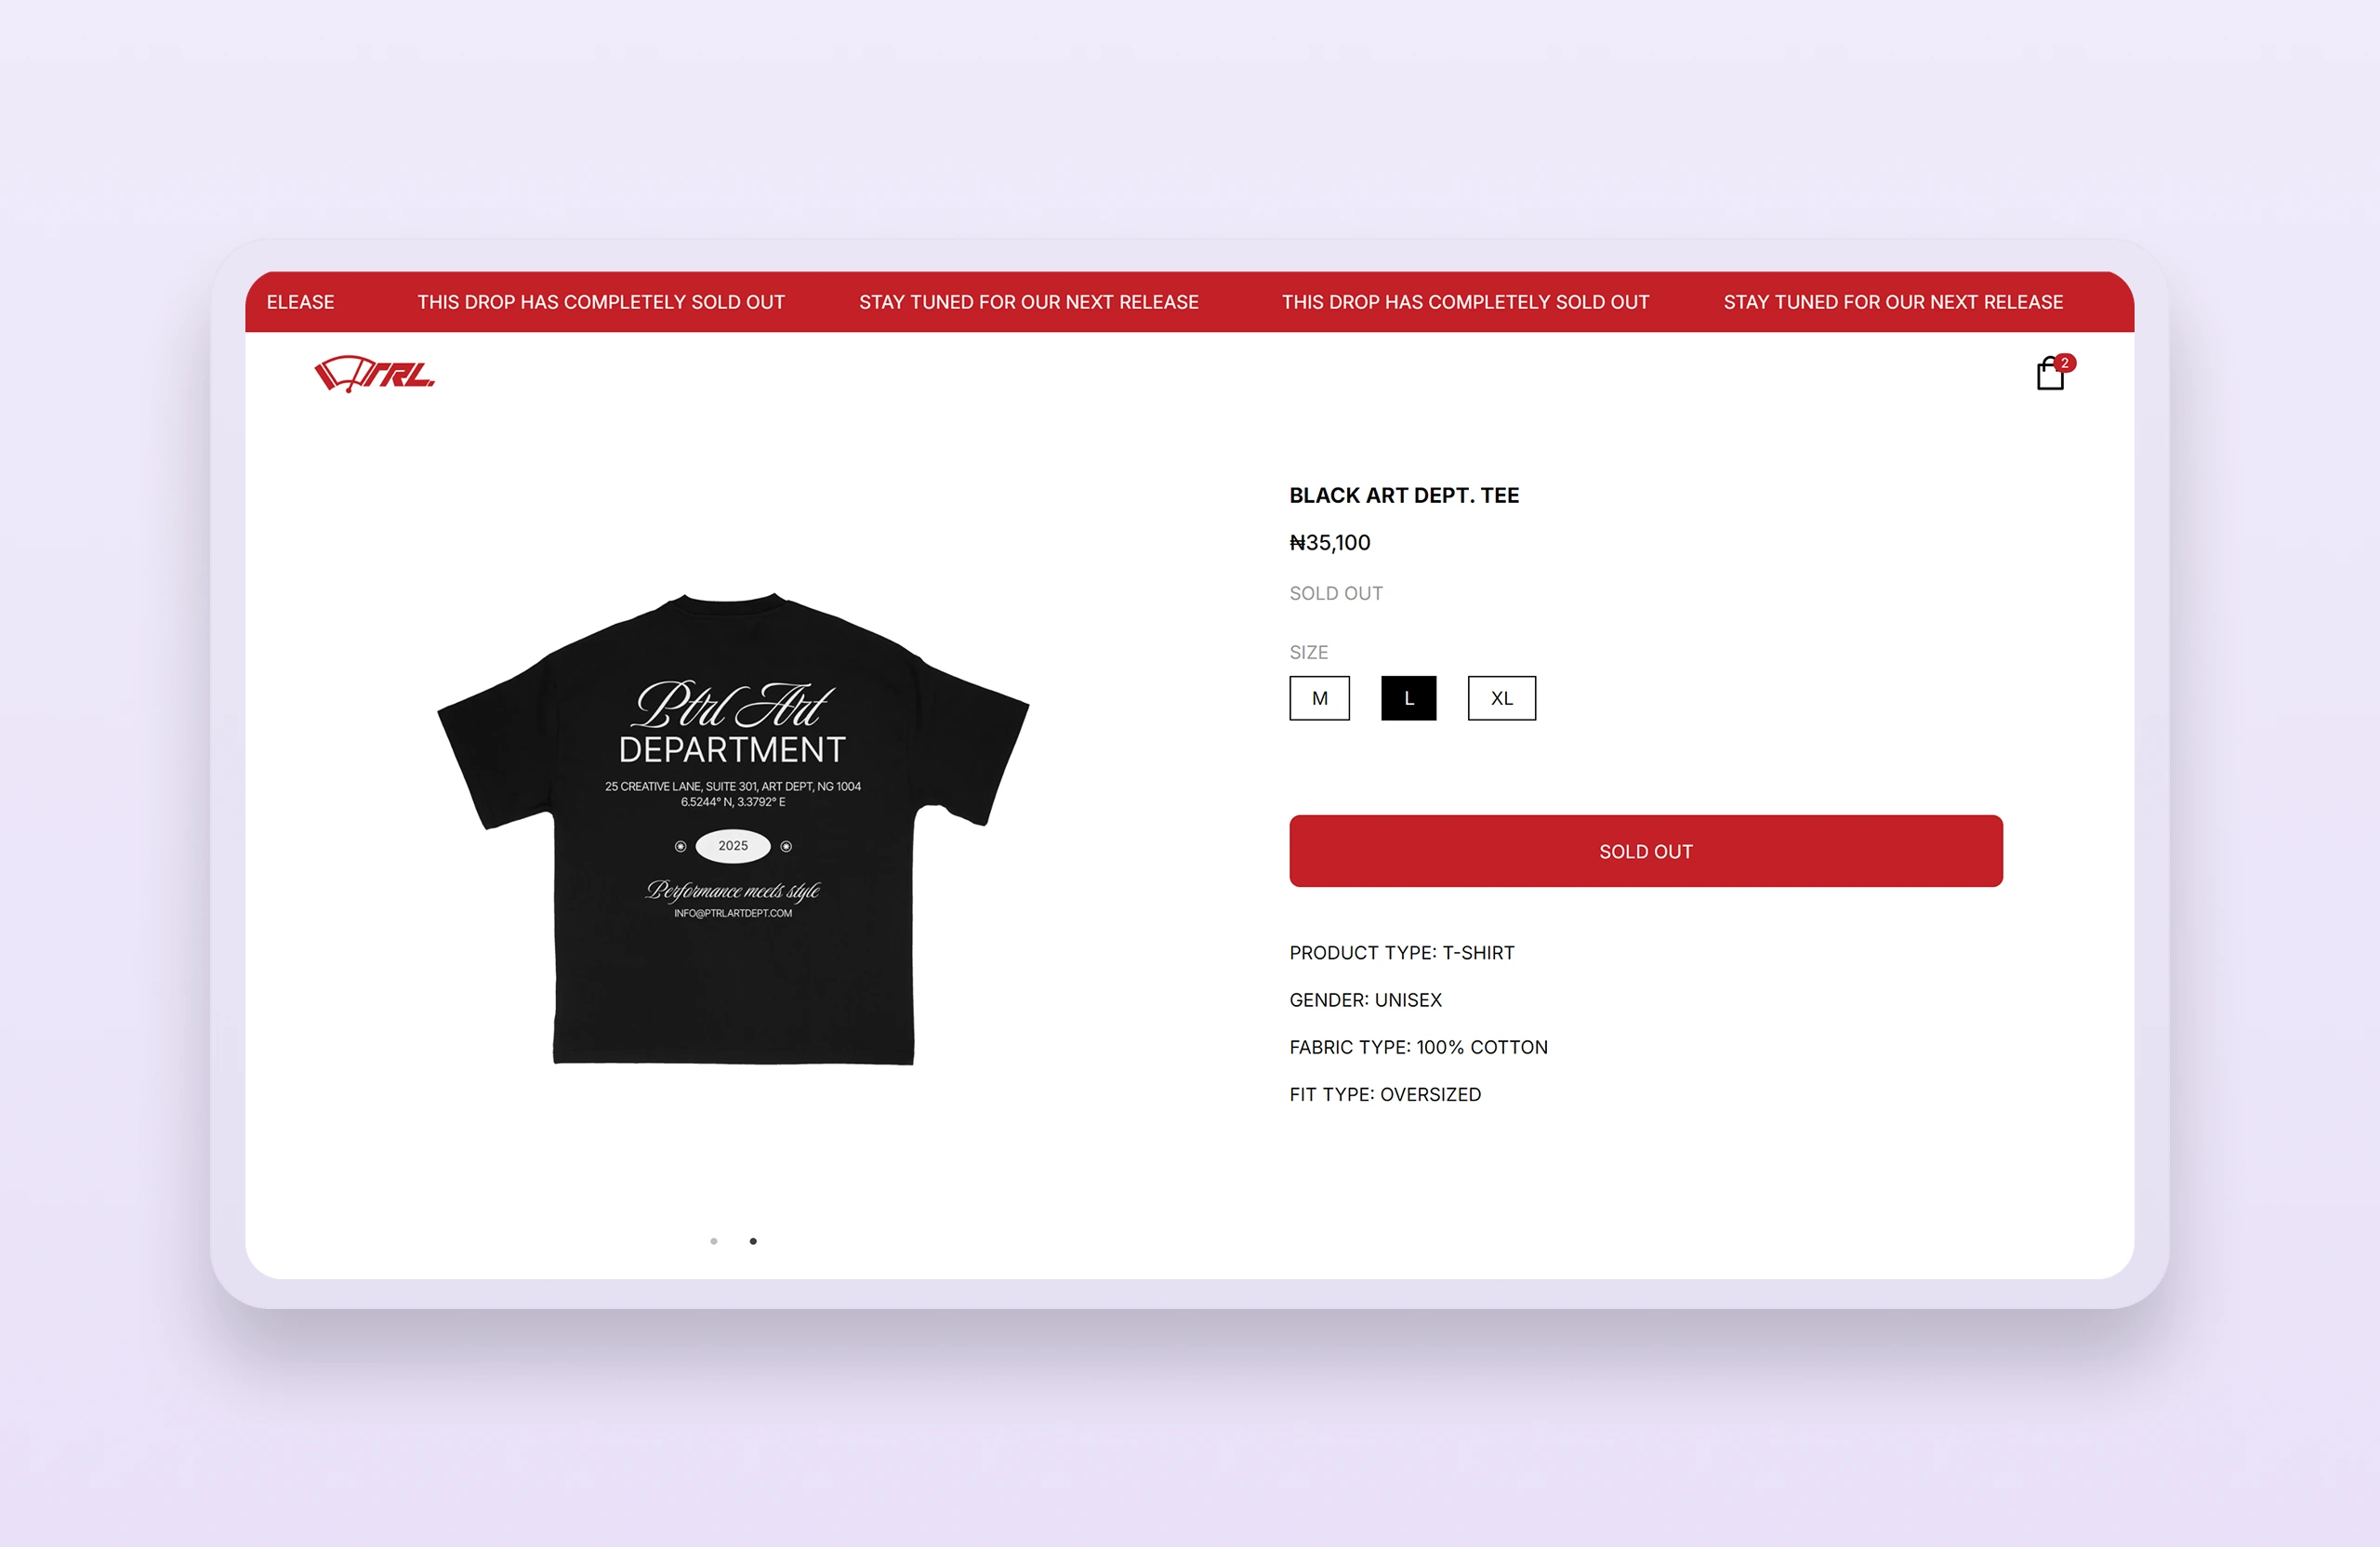 ELEASE THIS DROP HAS COMPLETELY SOLD OUT STAY TUNED FOR OUR NEXT RELEASE THIS DROP HAS COMPLETELY SOLD OUT STAY TUNED FOR OUR NEXT RELEASE
TRL.
2
BLACK ART DEPT. TEE
₦35,100
SOLD OUT
SIZE
M L XL
SOLD OUT
PRODUCT TYPE: T-SHIRT
GENDER: UNISEX
FABRIC TYPE: 100% COTTON
FIT TYPE: OVERSIZED
Ptrl Art
DEPARTMENT
25 CREATIVE LANE, SUITE 301, ART DEPT, NG 1004
6.5244° N, 3.3792° E
2025
Performance meets style
INFO@PTRLARTDEPT.COM